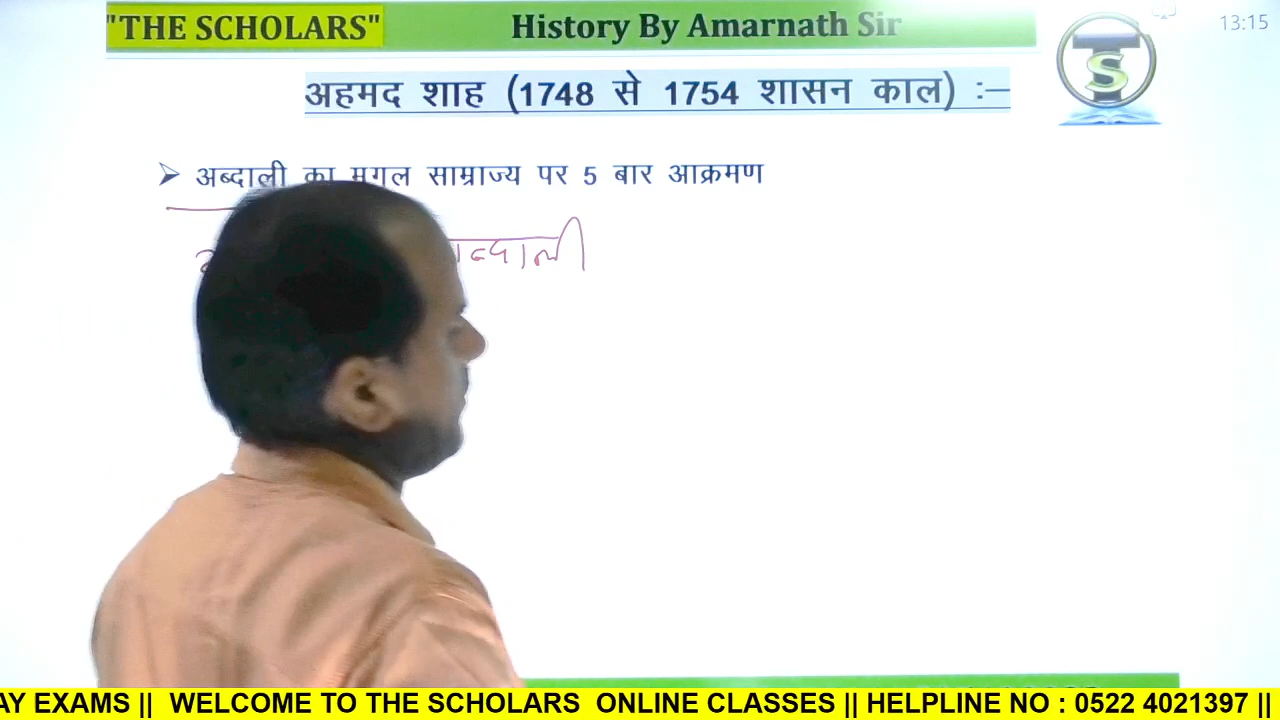 "THE SCHOLARS" History By Amarnath Sir
13:15
TS
अहमद शाह (1748 से 1754 शासन काल) :–
➤ अब्दाली का मुगल साम्राज्य पर 5 बार आक्रमण
AY EXAMS || WELCOME TO THE SCHOLARS ONLINE CLASSES || HELPLINE NO : 0522 4021397 ||